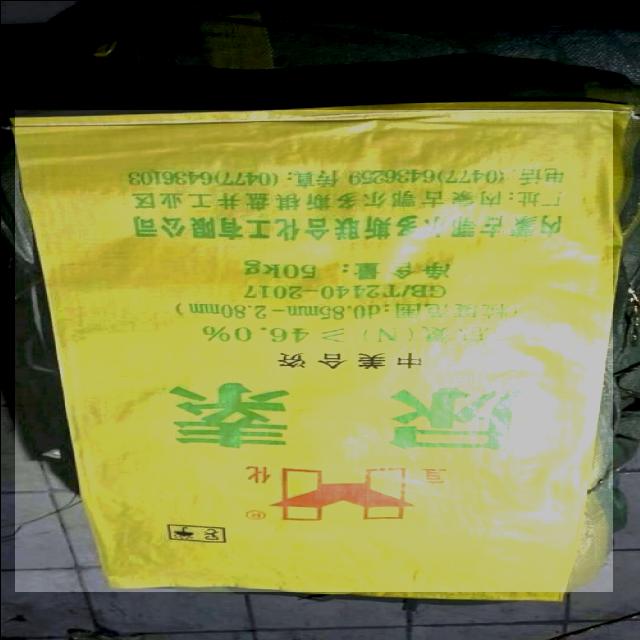 宜化®
尿素
中美合资
总氮(N)≥46.0%
(粒度范围:d0.85mm-2.80mm)
GB/T2440-2017
净含量:50kg
内蒙古鄂尔多斯联合化工有限公司
厂址:内蒙古鄂尔多斯棋盘井工业区
电话:(0477)6436259 传真:(0477)6436103